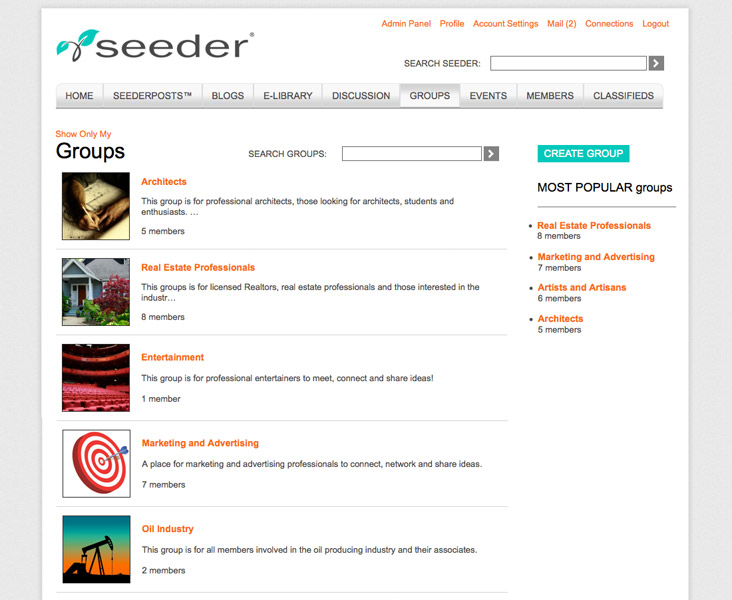 Admin Panel Profile Account Settings Mail (2) Connections Logout
seeder®
SEARCH SEEDER:
HOME SEEDERPOSTS™ BLOGS E-LIBRARY DISCUSSION GROUPS EVENTS MEMBERS CLASSIFIEDS
Show Only My
Groups
SEARCH GROUPS:
Architects
This group is for professional architects, those looking for architects, students and
enthusiasts. …
5 members
Real Estate Professionals
This groups is for licensed Realtors, real estate professionals and those interested in the
industr…
8 members
Entertainment
This group is for professional entertainers to meet, connect and share ideas!
1 member
Marketing and Advertising
A place for marketing and advertising professionals to connect, network and share ideas.
7 members
Oil Industry
This group is for all members involved in the oil producing industry and their associates.
2 members
CREATE GROUP
MOST POPULAR groups
Real Estate Professionals
8 members
Marketing and Advertising
7 members
Artists and Artisans
6 members
Architects
5 members